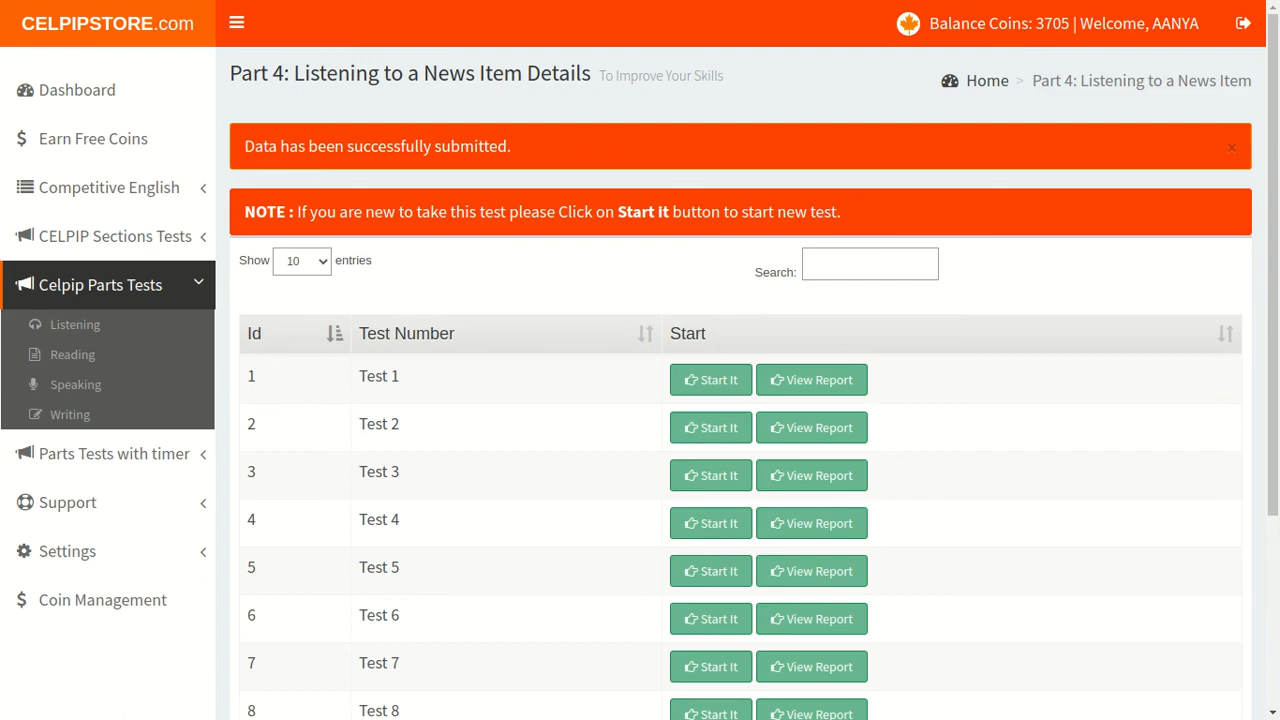 CELPIPSTORE.com
Balance Coins: 3705 | Welcome, AANYA
Dashboard
Earn Free Coins
Competitive English
CELPIP Sections Tests
Celpip Parts Tests
Listening
Reading
Speaking
Writing
Parts Tests with timer
Support
Settings
Coin Management
Part 4: Listening to a News Item Details To Improve Your Skills
Home > Part 4: Listening to a News Item
Data has been successfully submitted. ×
NOTE : If you are new to take this test please Click on Start It button to start new test.
Show 10 entries
Search:
Id Test Number Start
1 Test 1 Start It View Report
2 Test 2 Start It View Report
3 Test 3 Start It View Report
4 Test 4 Start It View Report
5 Test 5 Start It View Report
6 Test 6 Start It View Report
7 Test 7 Start It View Report
8 Test 8 Start It View Report